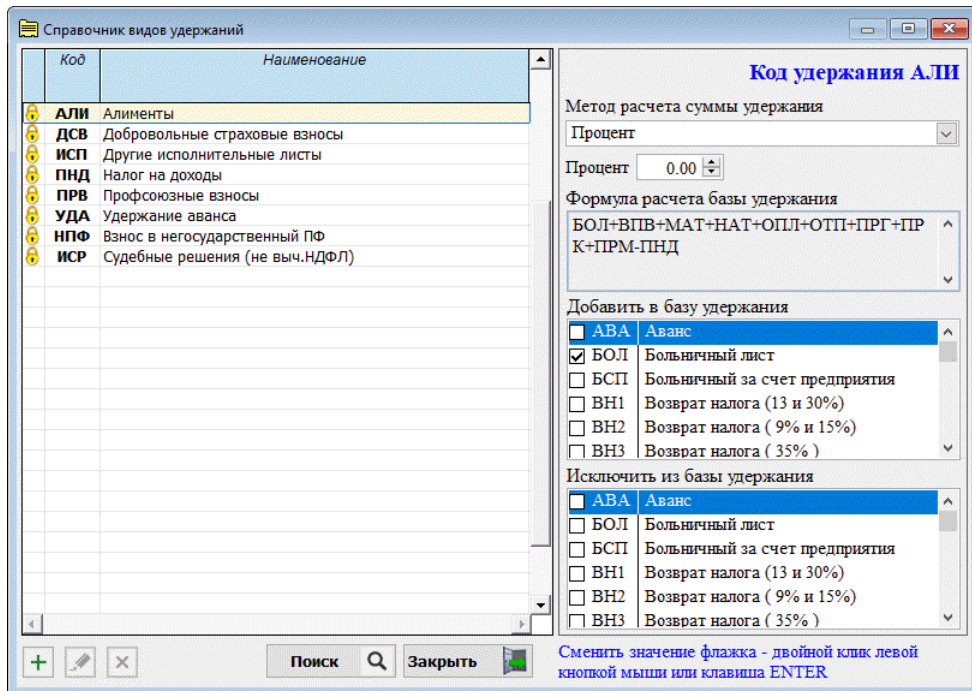 Справочник видов удержаний
Код Наименование
АЛИ Алименты
ДСВ Добровольные страховые взносы
ИСП Другие исполнительные листы
ПНД Налог на доходы
ПРВ Профсоюзные взносы
УДА Удержание аванса
НПФ Взнос в негосударственный ПФ
ИСР Судебные решения (не выч.НДФЛ)
Поиск
Закрыть
Код удержания АЛИ
Метод расчета суммы удержания
Процент
Процент 0.00
Формула расчета базы удержания
БОЛ+ВПВ+МАТ+НАТ+ОПЛ+ОТП+ПРГ+ПР
К+ПРМ-ПНД
Добавить в базу удержания
АВА Аванс
БОЛ Больничный лист
БСП Больничный за счет предприятия
ВН1 Возврат налога (13 и 30%)
ВН2 Возврат налога ( 9% и 15%)
ВН3 Возврат налога ( 35% )
Исключить из базы удержания
АВА Аванс
БОЛ Больничный лист
БСП Больничный за счет предприятия
ВН1 Возврат налога (13 и 30%)
ВН2 Возврат налога ( 9% и 15%)
ВН3 Возврат налога ( 35% )
Сменить значение флажка - двойной клик левой
кнопкой мыши или клавиша ENTER